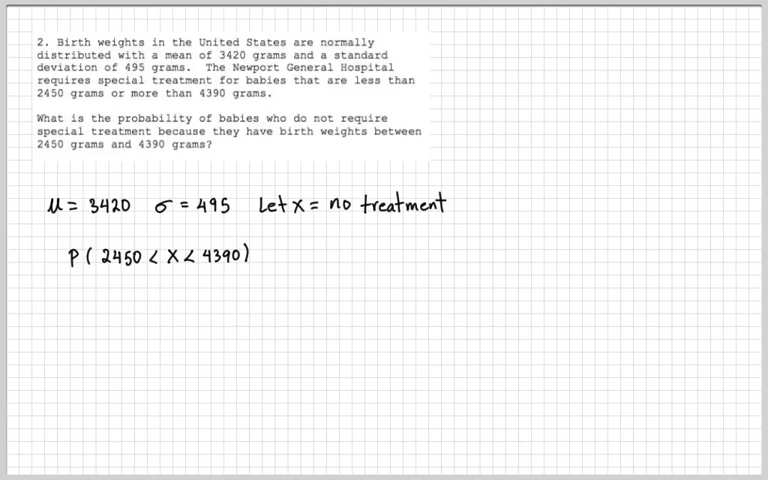 2. Birth weights in the United States are normally
distributed with a mean of 3420 grams and a standard
deviation of 495 grams. The Newport General Hospital
requires special treatment for babies that are less than
2450 grams or more than 4390 grams.
What is the probability of babies who do not require
special treatment because they have birth weights between
2450 grams and 4390 grams?
μ = 3420 σ = 495 Let x = no treatment
P( 2450 < X < 4390)